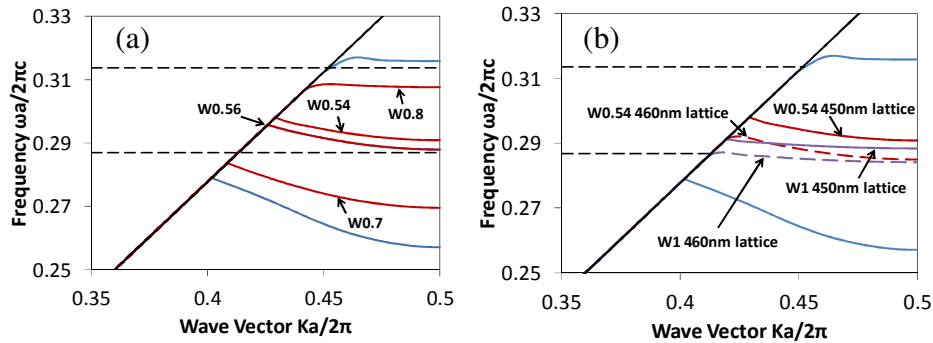 (a)
0.33
0.31
0.29
0.27
0.25
Frequency ωa/2πc
W0.56
W0.54
W0.8
W0.7
0.35
0.4
0.45
0.5
Wave Vector Ka/2π
(b)
0.33
0.31
0.29
0.27
0.25
Frequency ωa/2πc
W0.54 460nm lattice
W0.54 450nm lattice
W1 450nm lattice
W1 460nm lattice
0.35
0.4
0.45
0.5
Wave Vector Ka/2π